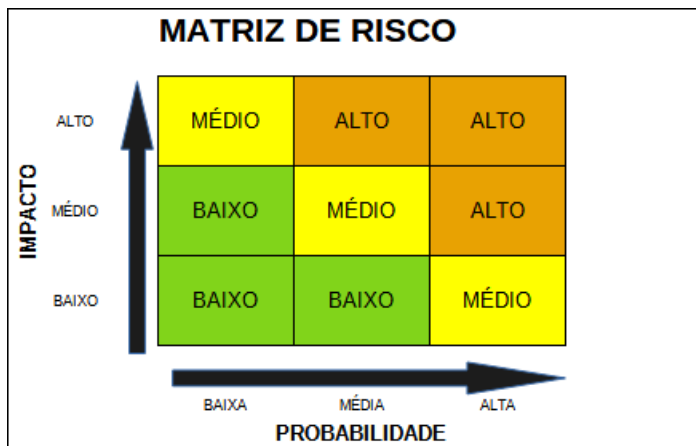 MATRIZ DE RISCO
ALTO MÉDIO ALTO ALTO
IMPACTO
MÉDIO BAIXO MÉDIO ALTO
BAIXO BAIXO BAIXO MÉDIO
BAIXA MÉDIA ALTA
PROBABILIDADE